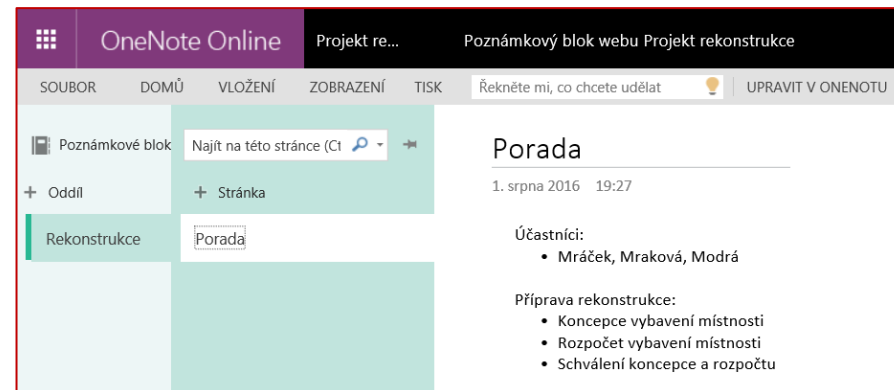 OneNote Online
Projekt re...
Poznámkový blok webu Projekt rekonstrukce
SOUBOR DOMŮ VLOŽENÍ ZOBRAZENÍ TISK Řekněte mi, co chcete udělat UPRAVIT V ONENOTU
Poznámkové blok
Najít na této stránce (Ct
+ Oddíl
+ Stránka
Rekonstrukce
Porada
Porada
1. srpna 2016 19:27
Účastníci:
• Mráček, Mraková, Modrá
Příprava rekonstrukce:
• Koncepce vybavení místnosti
• Rozpočet vybavení místnosti
• Schválení koncepce a rozpočtu